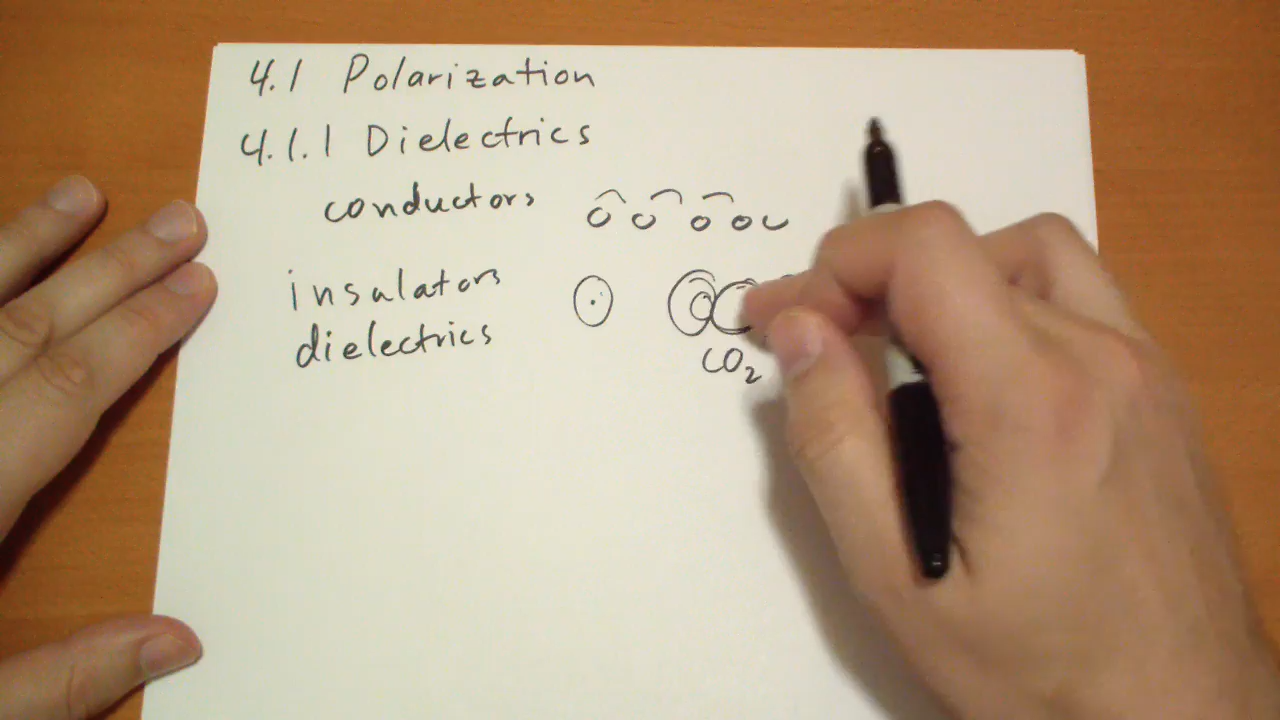 4.1 Polarization
4.1.1 Dielectrics
conductors
insulators
dielectrics
CO2